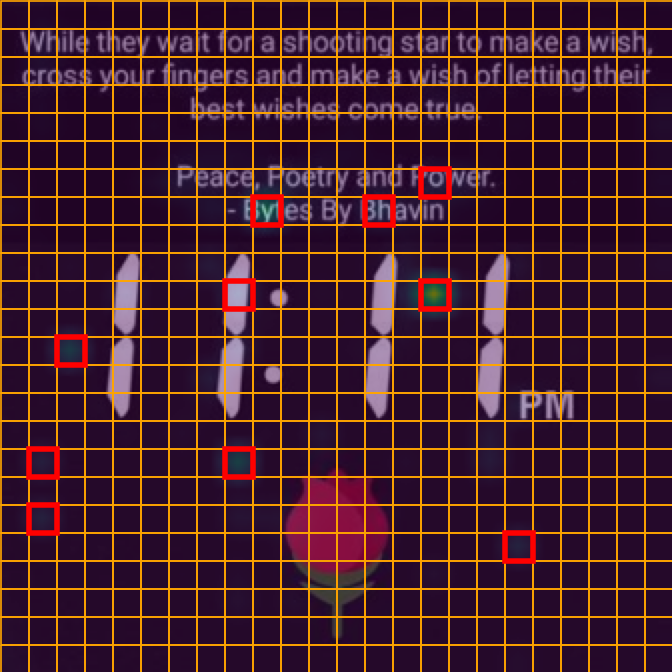 While they wait for a shooting star to make a wish,
cross your fingers and make a wish of letting their
best wishes come true.
Peace, Poetry and Power.
- Bytes By Bhavin
11:11
PM